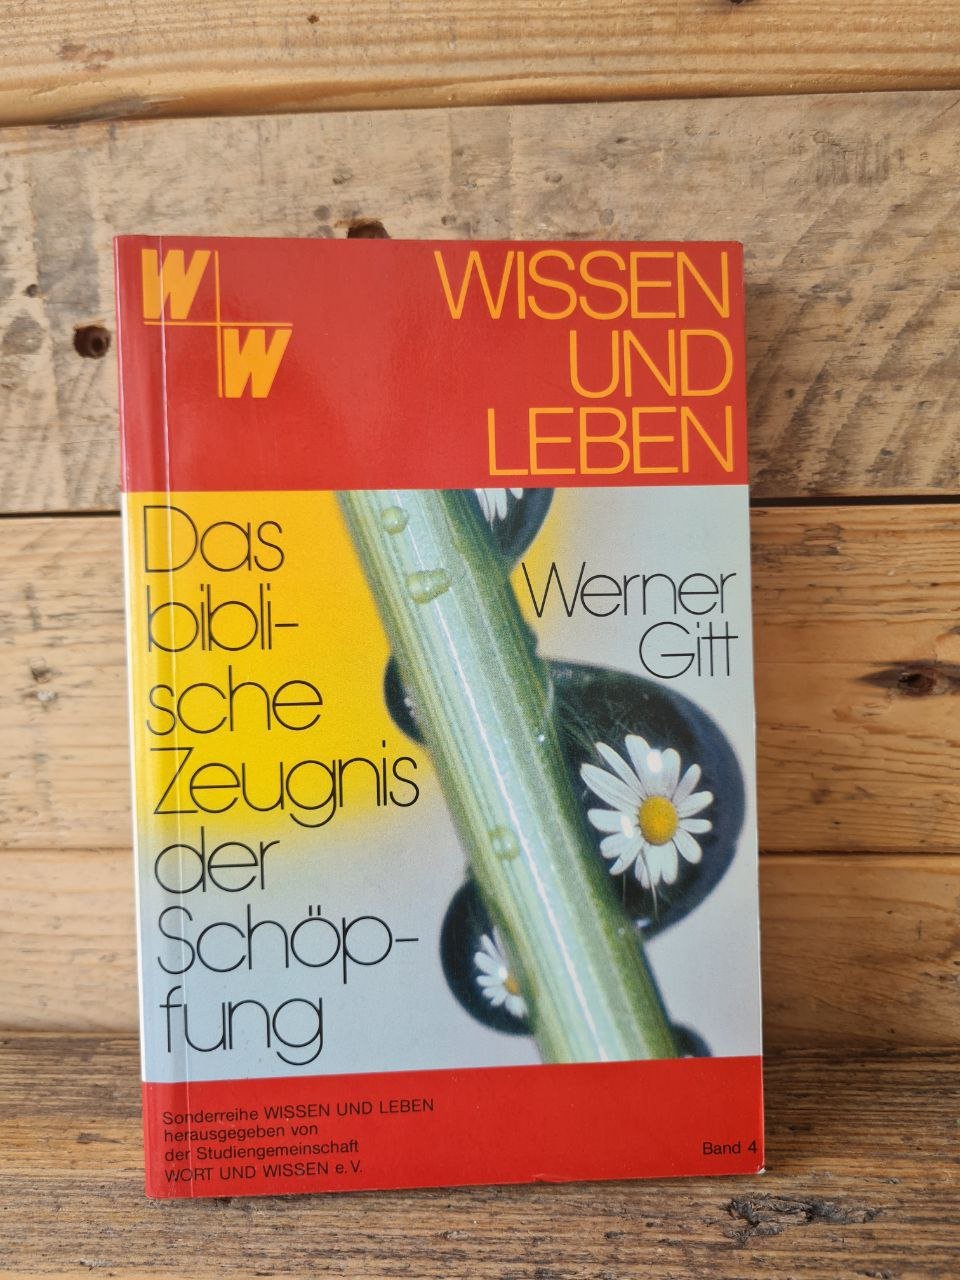 W
W
WISSEN
UND
LEBEN
Das
bibli-
sche
Zeugnis
der
Schöp-
fung
Werner
Gitt
Sonderreihe WISSEN UND LEBEN
herausgegeben von
der Studiengemeinschaft
WORT UND WISSEN e.V.
Band 4